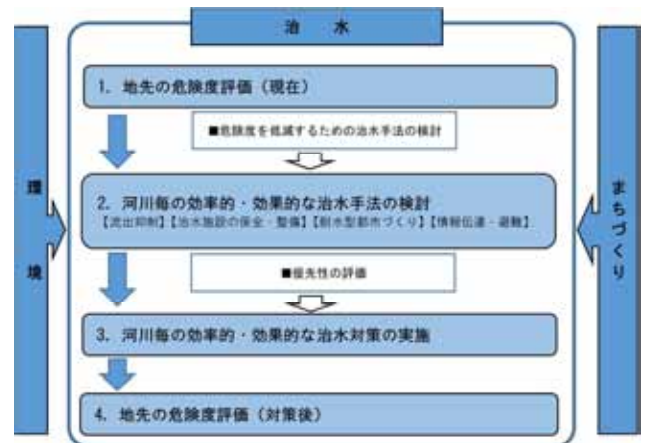 治 水
1. 地先の危険度評価（現在）
■危険度を低減するための治水手法の検討
2. 河川毎の効率的・効果的な治水手法の検討
【流出抑制】【治水施設の保全・整備】【耐水型都市づくり】【情報伝達・避難】
■優先性の評価
3. 河川毎の効率的・効果的な治水対策の実施
4. 地先の危険度評価（対策後）
環 境
まちづくり